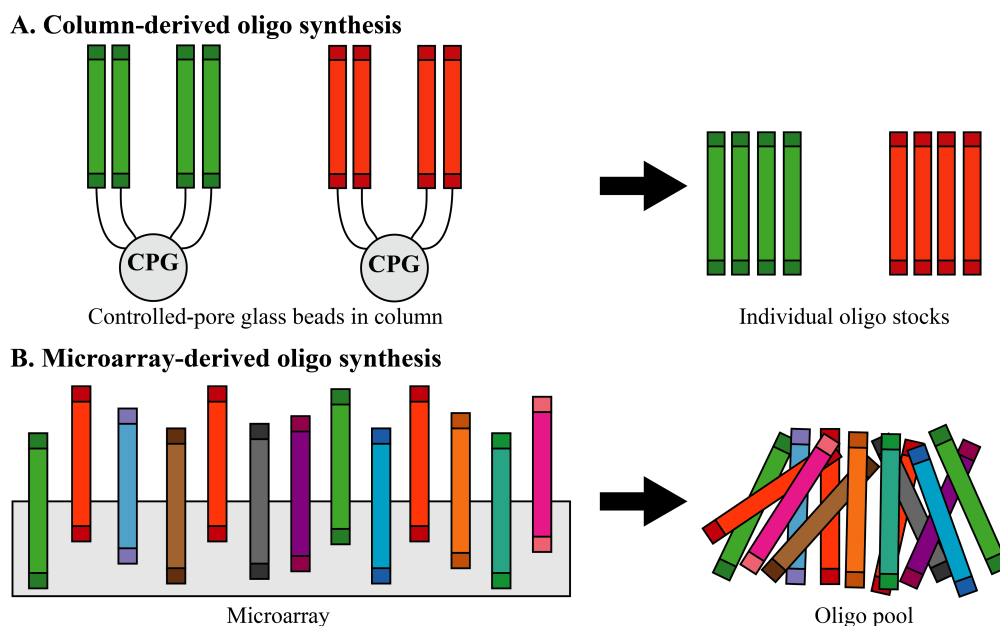 A. Column-derived oligo synthesis
CPG
CPG
Controlled-pore glass beads in column
Individual oligo stocks
B. Microarray-derived oligo synthesis
Microarray
Oligo pool